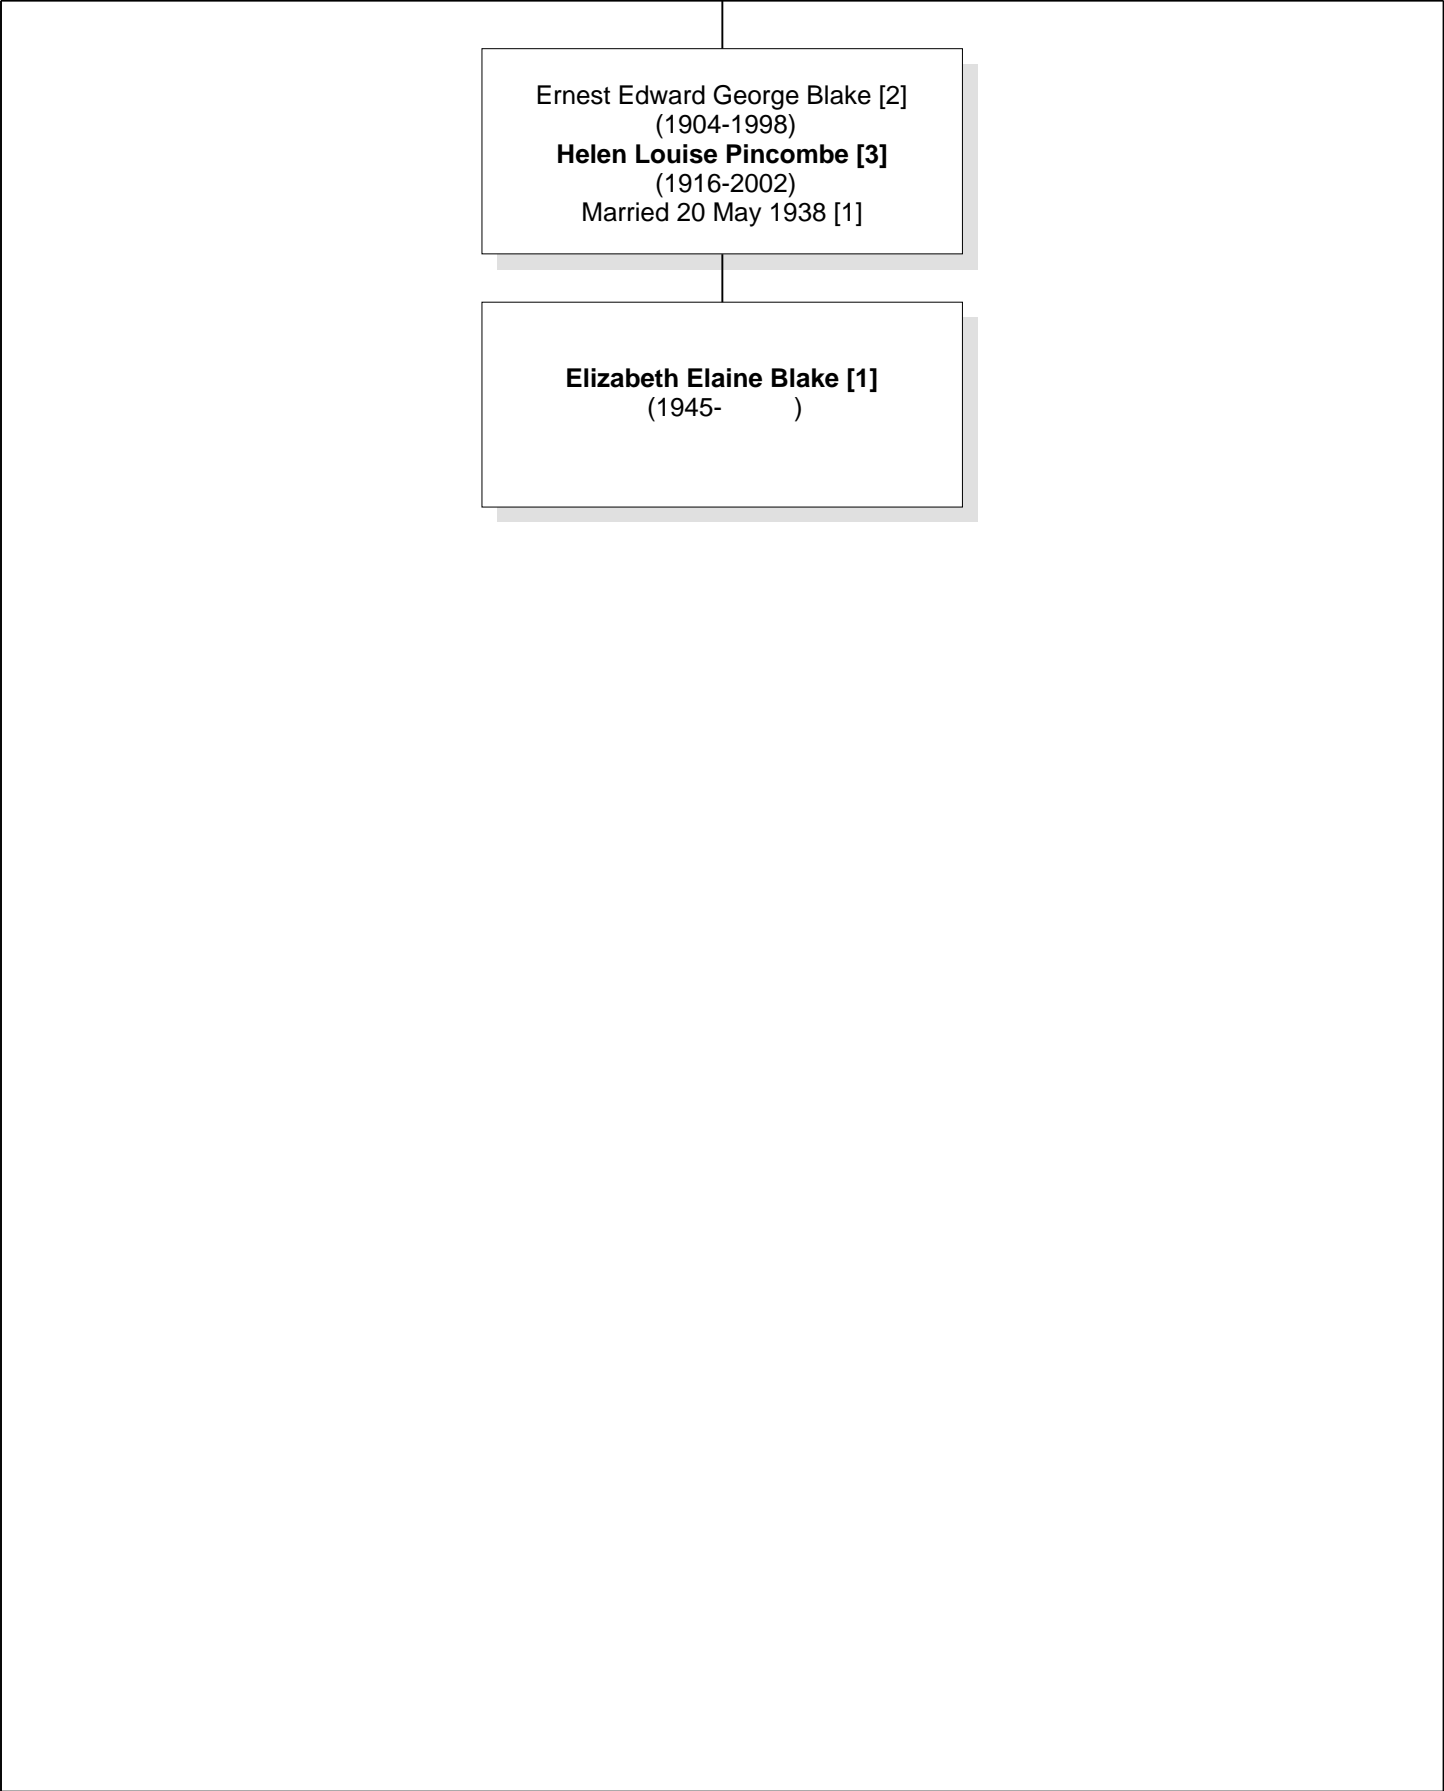 Ernest Edward George Blake [2]
(1904-1998)
Helen Louise Pincombe [3]
(1916-2002)
Married 20 May 1938 [1]
Elizabeth Elaine Blake [1]
(1945-          )